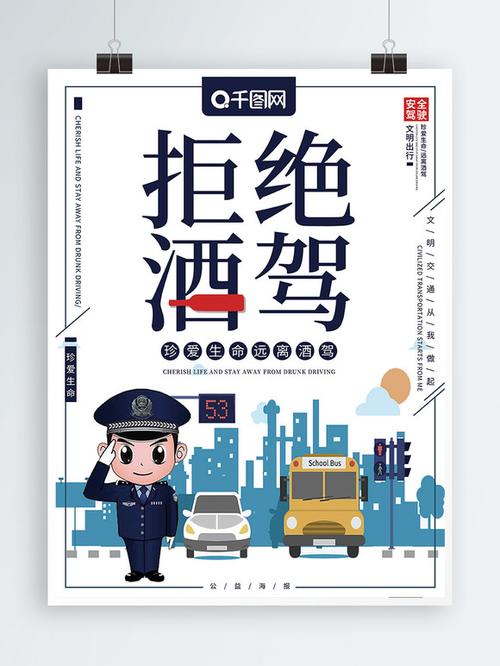 千图网
CHERISH LIFE AND STAY AWAY FROM DRUNK DRIVING/
珍爱生命
拒绝
酒驾
珍爱生命远离酒驾
CHERISH LIFE AND STAY AWAY FROM DRUNK DRIVING
安全
驾驶
文明出行
珍爱生命/远离酒驾
文/明/交/通/从/我/做/起
CIVILIZED TRANSPORTATION STARTS FROM ME
53
School Bus
公/益/海/报